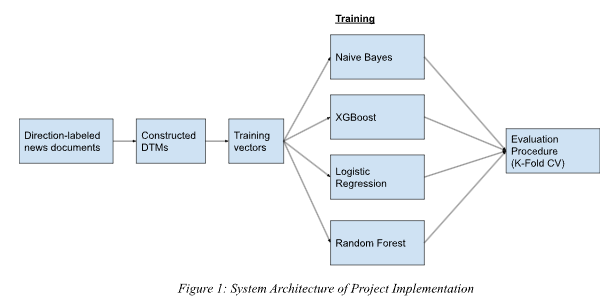 Training
Naive Bayes
XGBoost
Direction-labeled
news documents
Constructed
DTMs
Training
vectors
Logistic
Regression
Random Forest
Evaluation
Procedure
(K-Fold CV)
Figure 1: System Architecture of Project Implementation